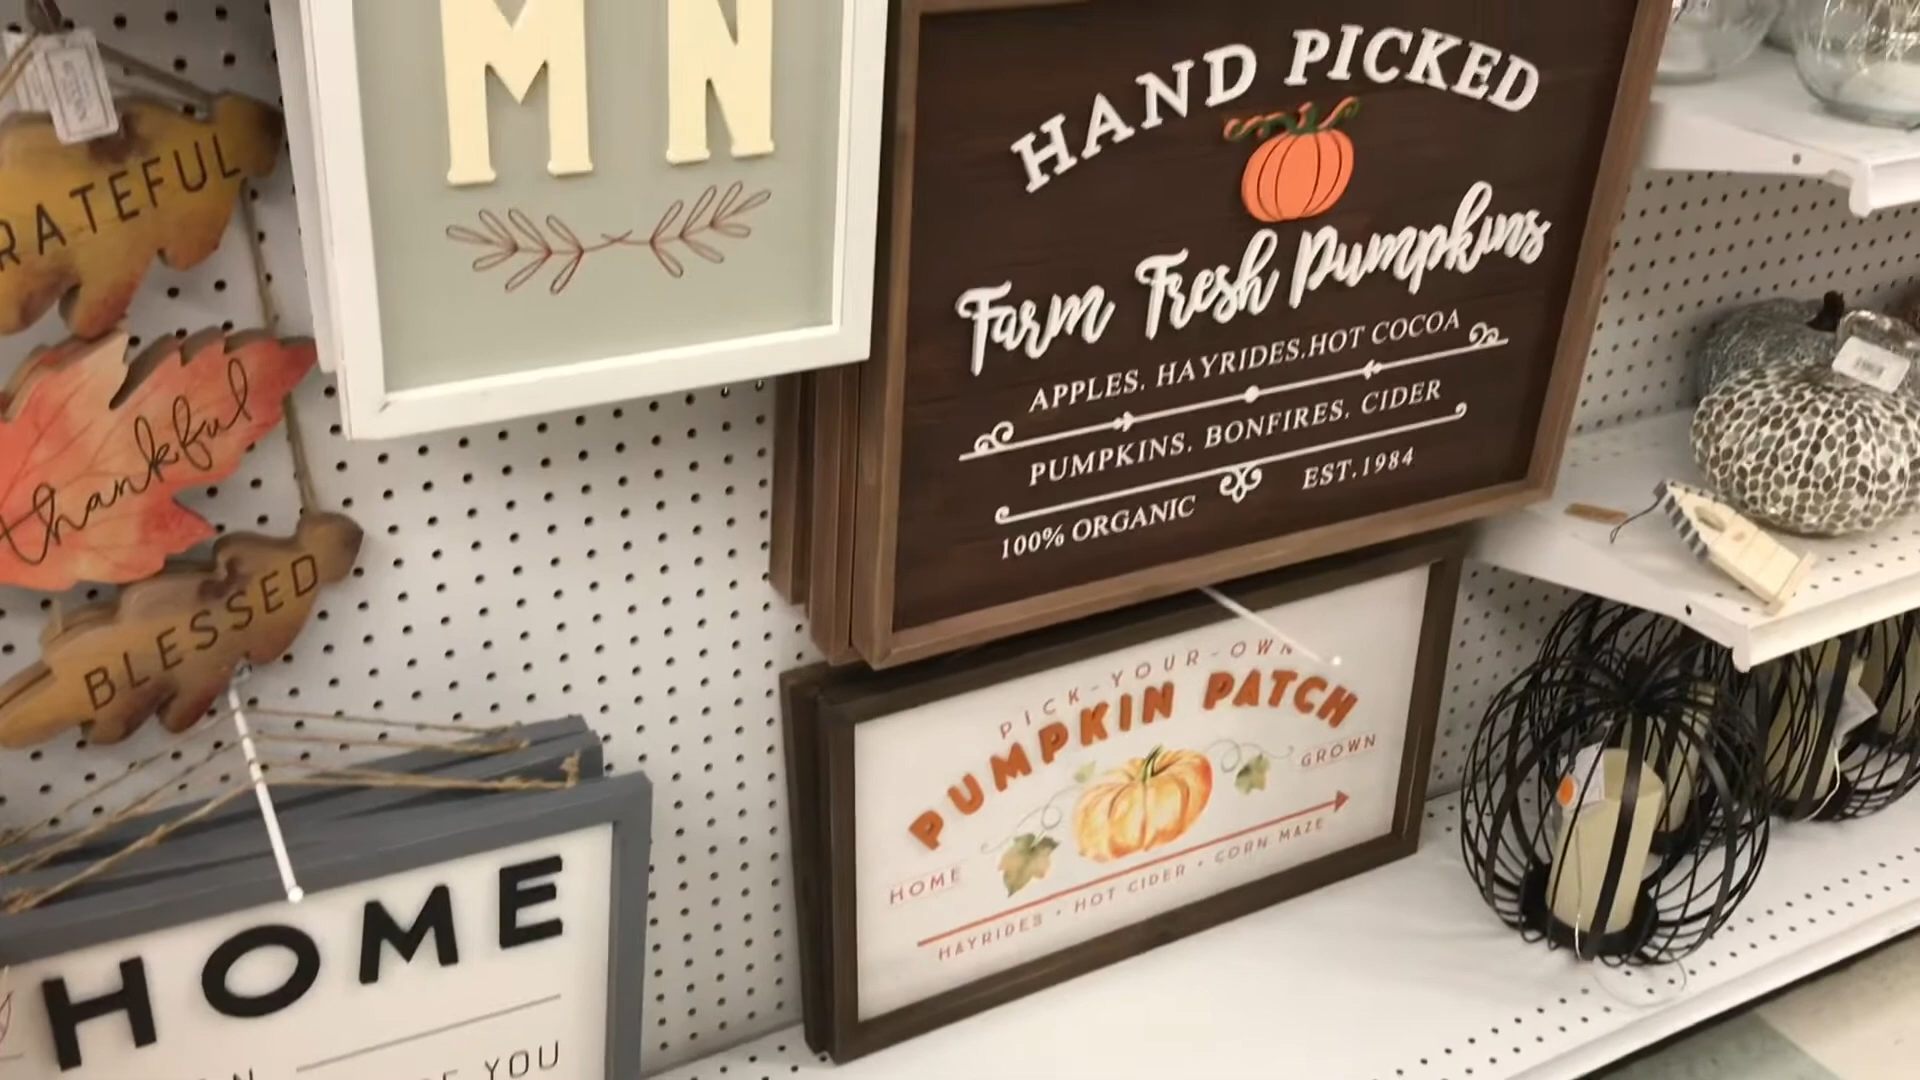 RATEFUL
thankful
BLESSED
MN
HAND PICKED
Farm Fresh Pumpkins
APPLES. HAYRIDES.HOT COCOA
PUMPKINS. BONFIRES. CIDER
100% ORGANIC EST.1984
PICK-YOUR-OWN
PUMPKIN PATCH
HOME GROWN
HAYRIDES • HOT CIDER • CORN MAZE
HOME
YOU